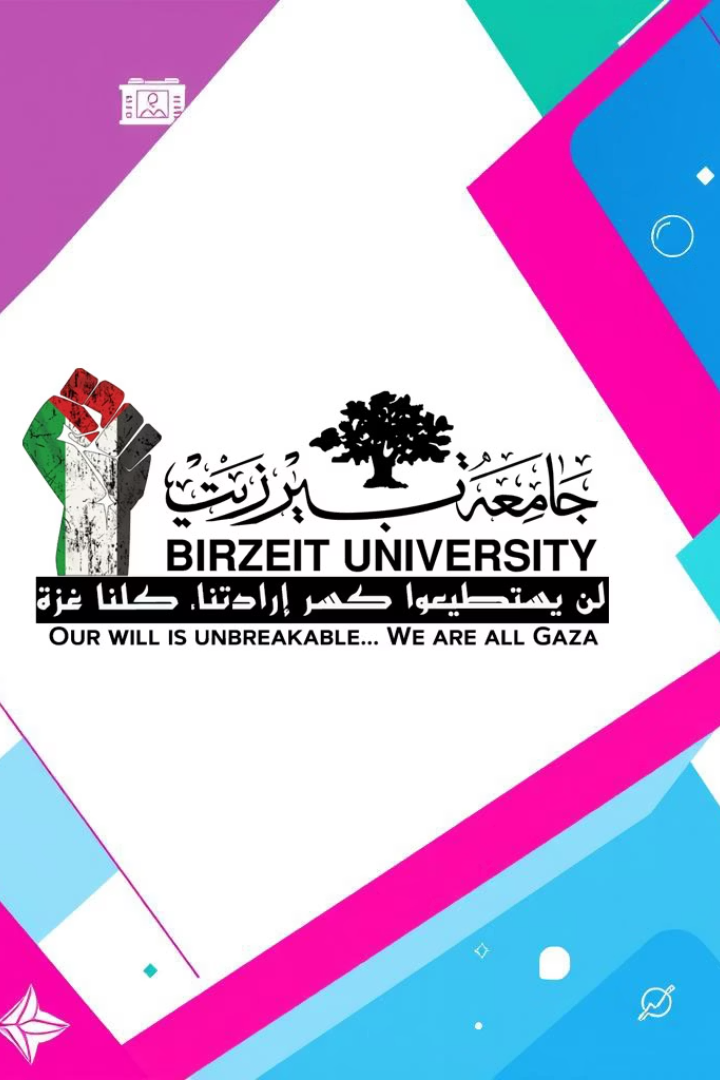 جامعة بيرزيت
BIRZEIT UNIVERSITY
لن يستطيعوا كسر إرادتنا، كلنا غزة
OUR WILL IS UNBREAKABLE... WE ARE ALL GAZA